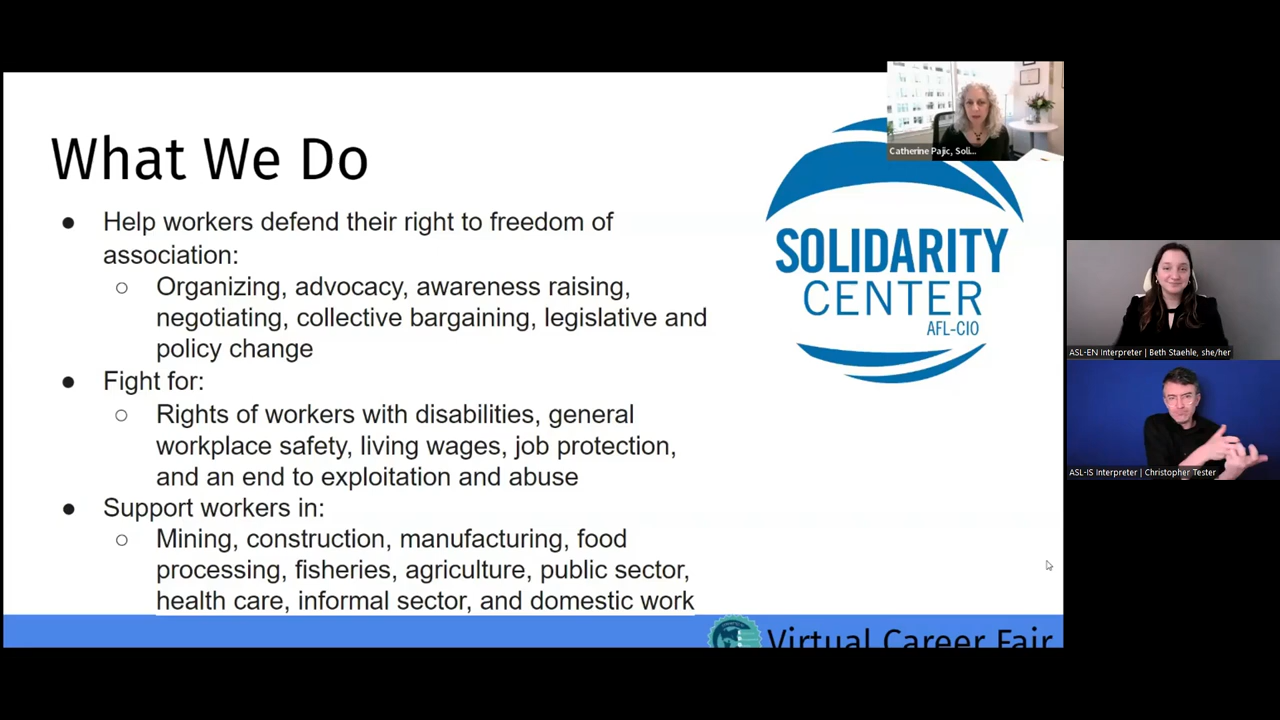 What We Do
● Help workers defend their right to freedom of
association:
○ Organizing, advocacy, awareness raising,
negotiating, collective bargaining, legislative and
policy change
● Fight for:
○ Rights of workers with disabilities, general
workplace safety, living wages, job protection,
and an end to exploitation and abuse
● Support workers in:
○ Mining, construction, manufacturing, food
processing, fisheries, agriculture, public sector,
health care, informal sector, and domestic work
SOLIDARITY
CENTER
AFL-CIO
Catherine Pajic, Soli...
ASL-EN Interpreter | Beth Staehle, she/her
ASL-IS Interpreter | Christopher Tester
Virtual Career Fair